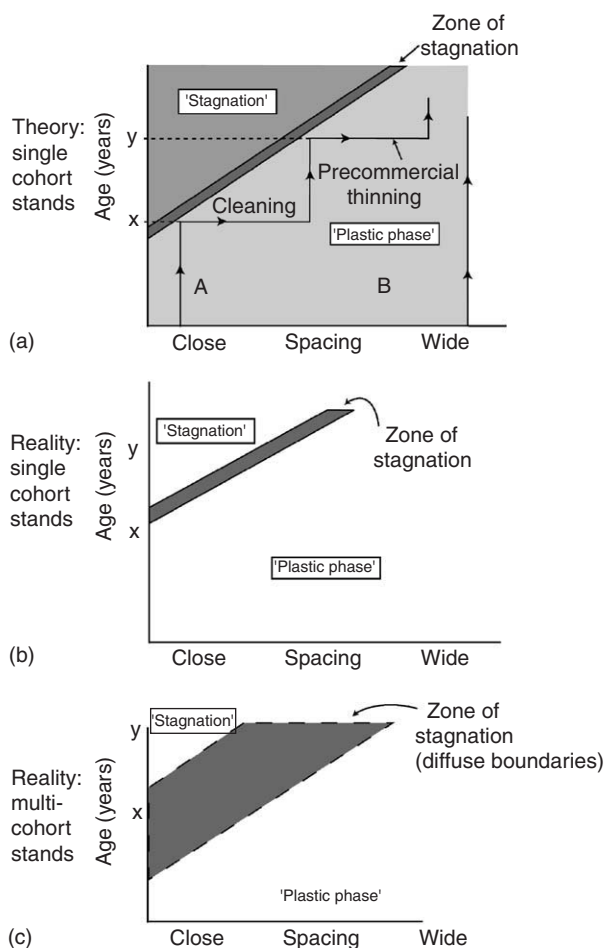 Zone of
stagnation
'Stagnation'
Theory:
single
cohort
stands
Age (years)
y
x
Precommercial
thinning
Cleaning
'Plastic phase'
A
B
(a)
Close
Spacing
Wide
Reality:
single
cohort
stands
Age (years)
y
x
'Stagnation'
Zone of
stagnation
'Plastic phase'
(b)
Close
Spacing
Wide
Reality:
multi-
cohort
stands
Age (years)
y
x
'Stagnation'
Zone of
stagnation
(diffuse boundaries)
'Plastic phase'
(c)
Close
Spacing
Wide